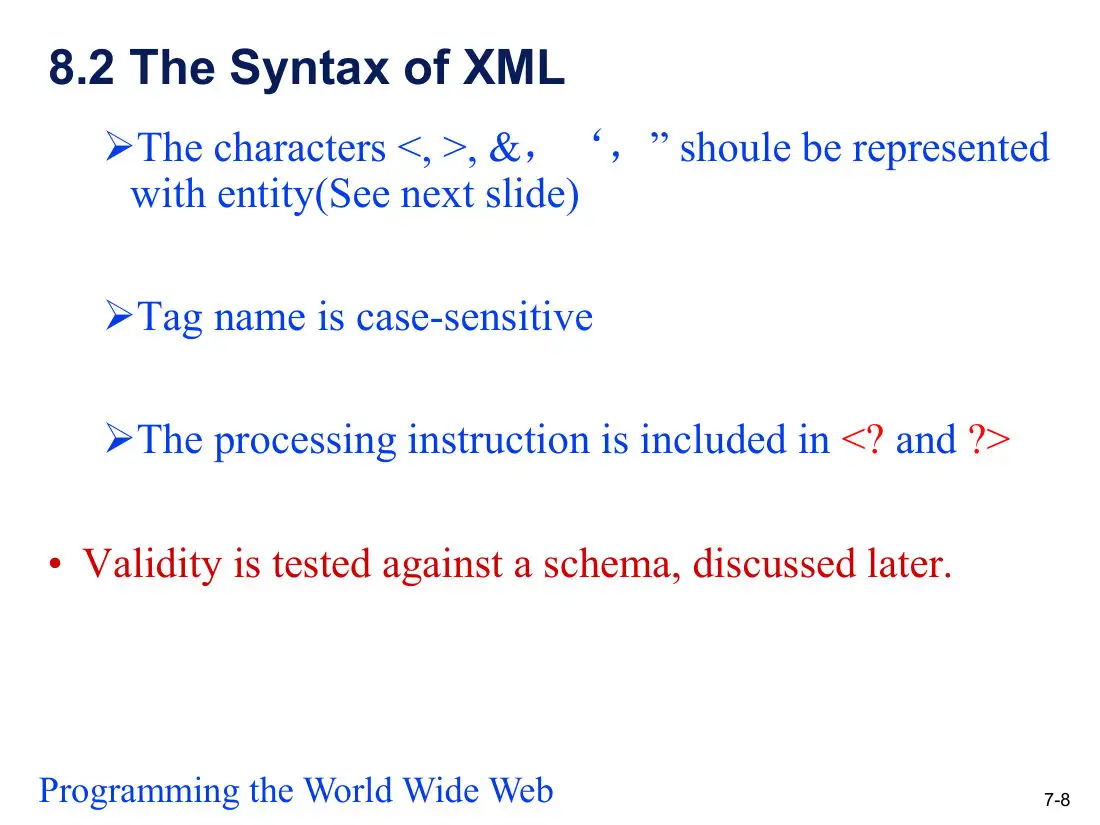 8.2 The Syntax of XML
➢The characters <, >, &， ‘，” shoule be represented
with entity(See next slide)
➢Tag name is case-sensitive
➢The processing instruction is included in <? and ?>
• Validity is tested against a schema, discussed later.
Programming the World Wide Web
7-8